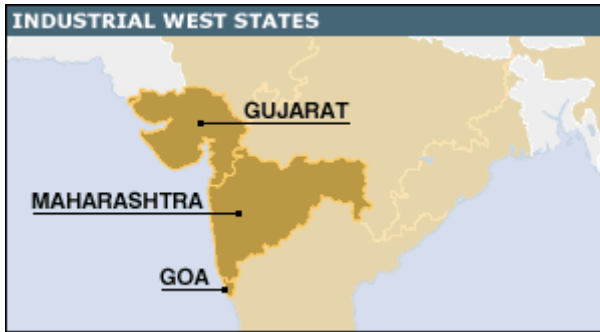 INDUSTRIAL WEST STATES
GUJARAT
MAHARASHTRA
GOA